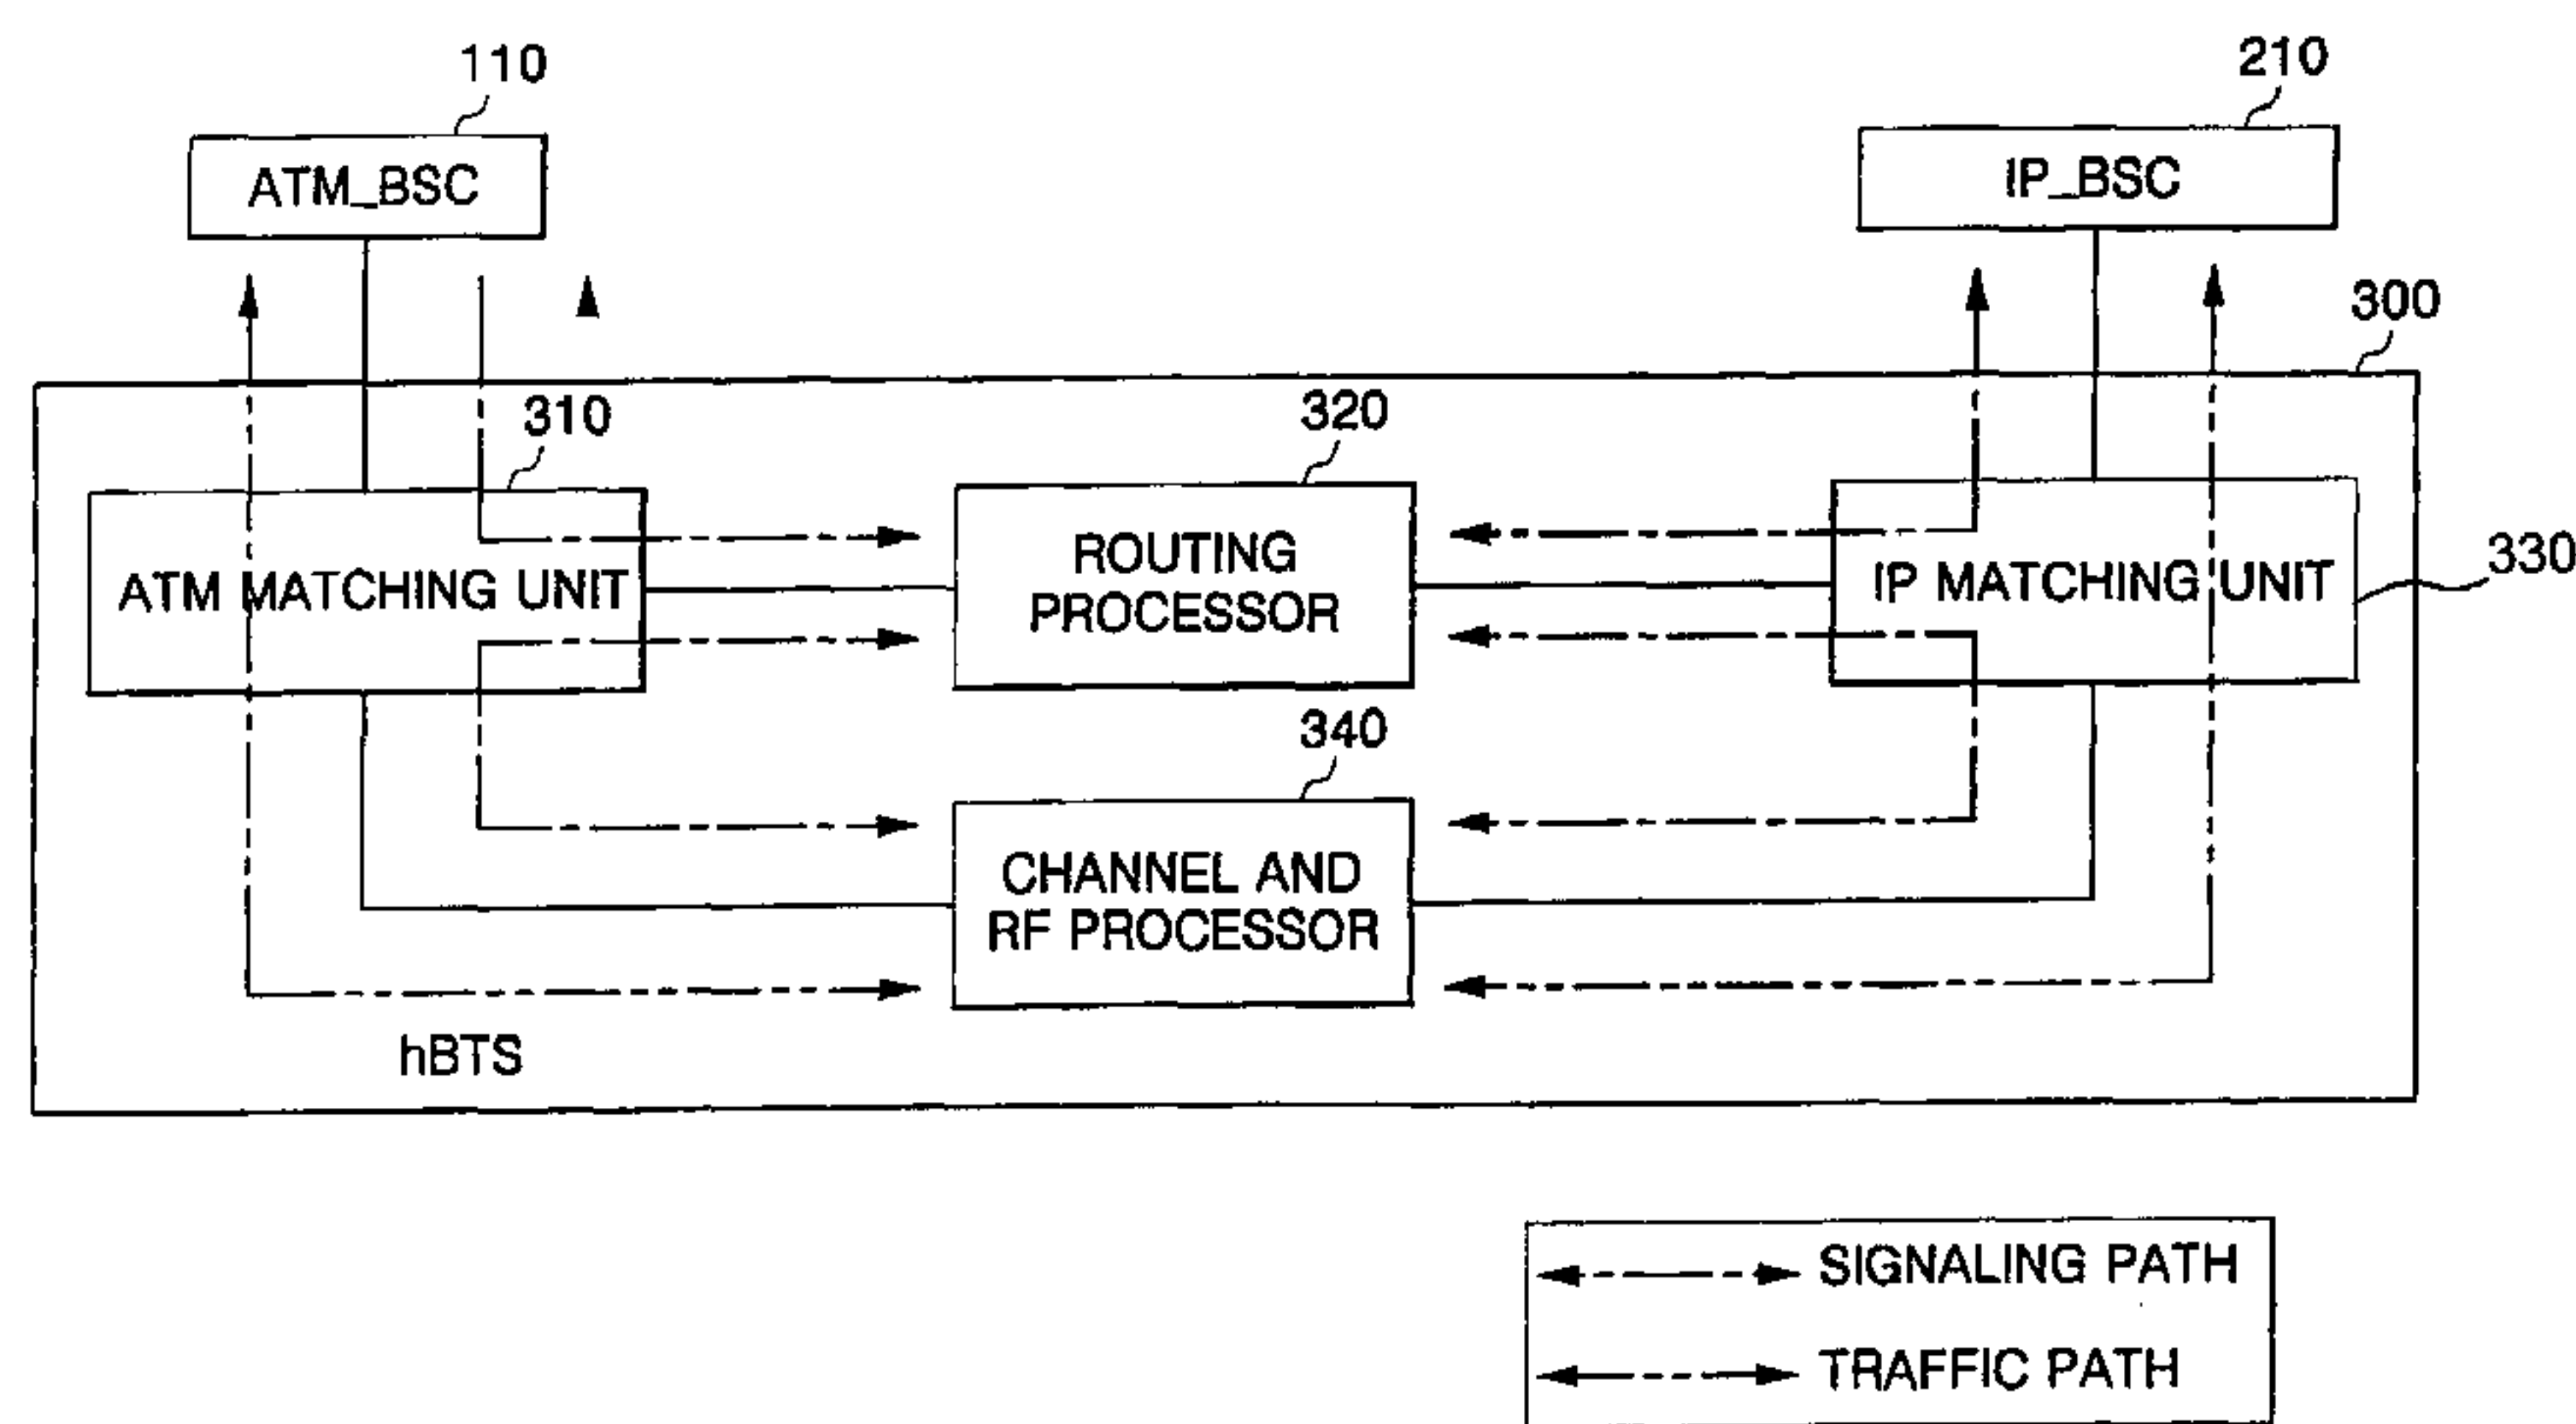 110
210
ATM_BSC
IP_BSC
300
310
320
ROUTING
PROCESSOR
ATM MATCHING UNIT
IP MATCHING UNIT
330
340
CHANNEL AND
RF PROCESSOR
hBTS
SIGNALING PATH
TRAFFIC PATH